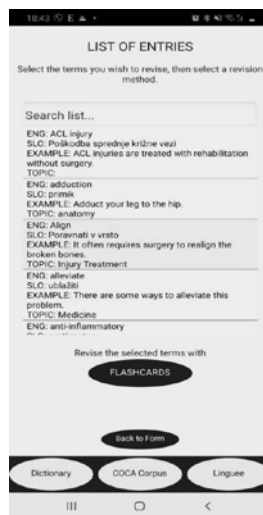 18:43
LIST OF ENTRIES
Select the terms you wish to revise, then select a revision
method.
Search list...
ENG: ACL injury
SLO: Poškodba sprednje križne vezi
EXAMPLE: ACL injuries are treated with rehabilitation
without surgery.
TOPIC:
ENG: adduction
SLO: primik
EXAMPLE: Adduct your leg to the hip.
TOPIC: anatomy
ENG: Align
SLO: Poravnati v vrsto
EXAMPLE: It often requires surgery to realign the
broken bones.
TOPIC: Injury Treatment
ENG: alleviate
SLO: ublažiti
EXAMPLE: There are some ways to alleviate this
problem.
TOPIC: Medicine
ENG: anti-inflammatory
Revise the selected terms with
FLASHCARDS
Back to Form
Dictionary
COCA Corpus
Linguee